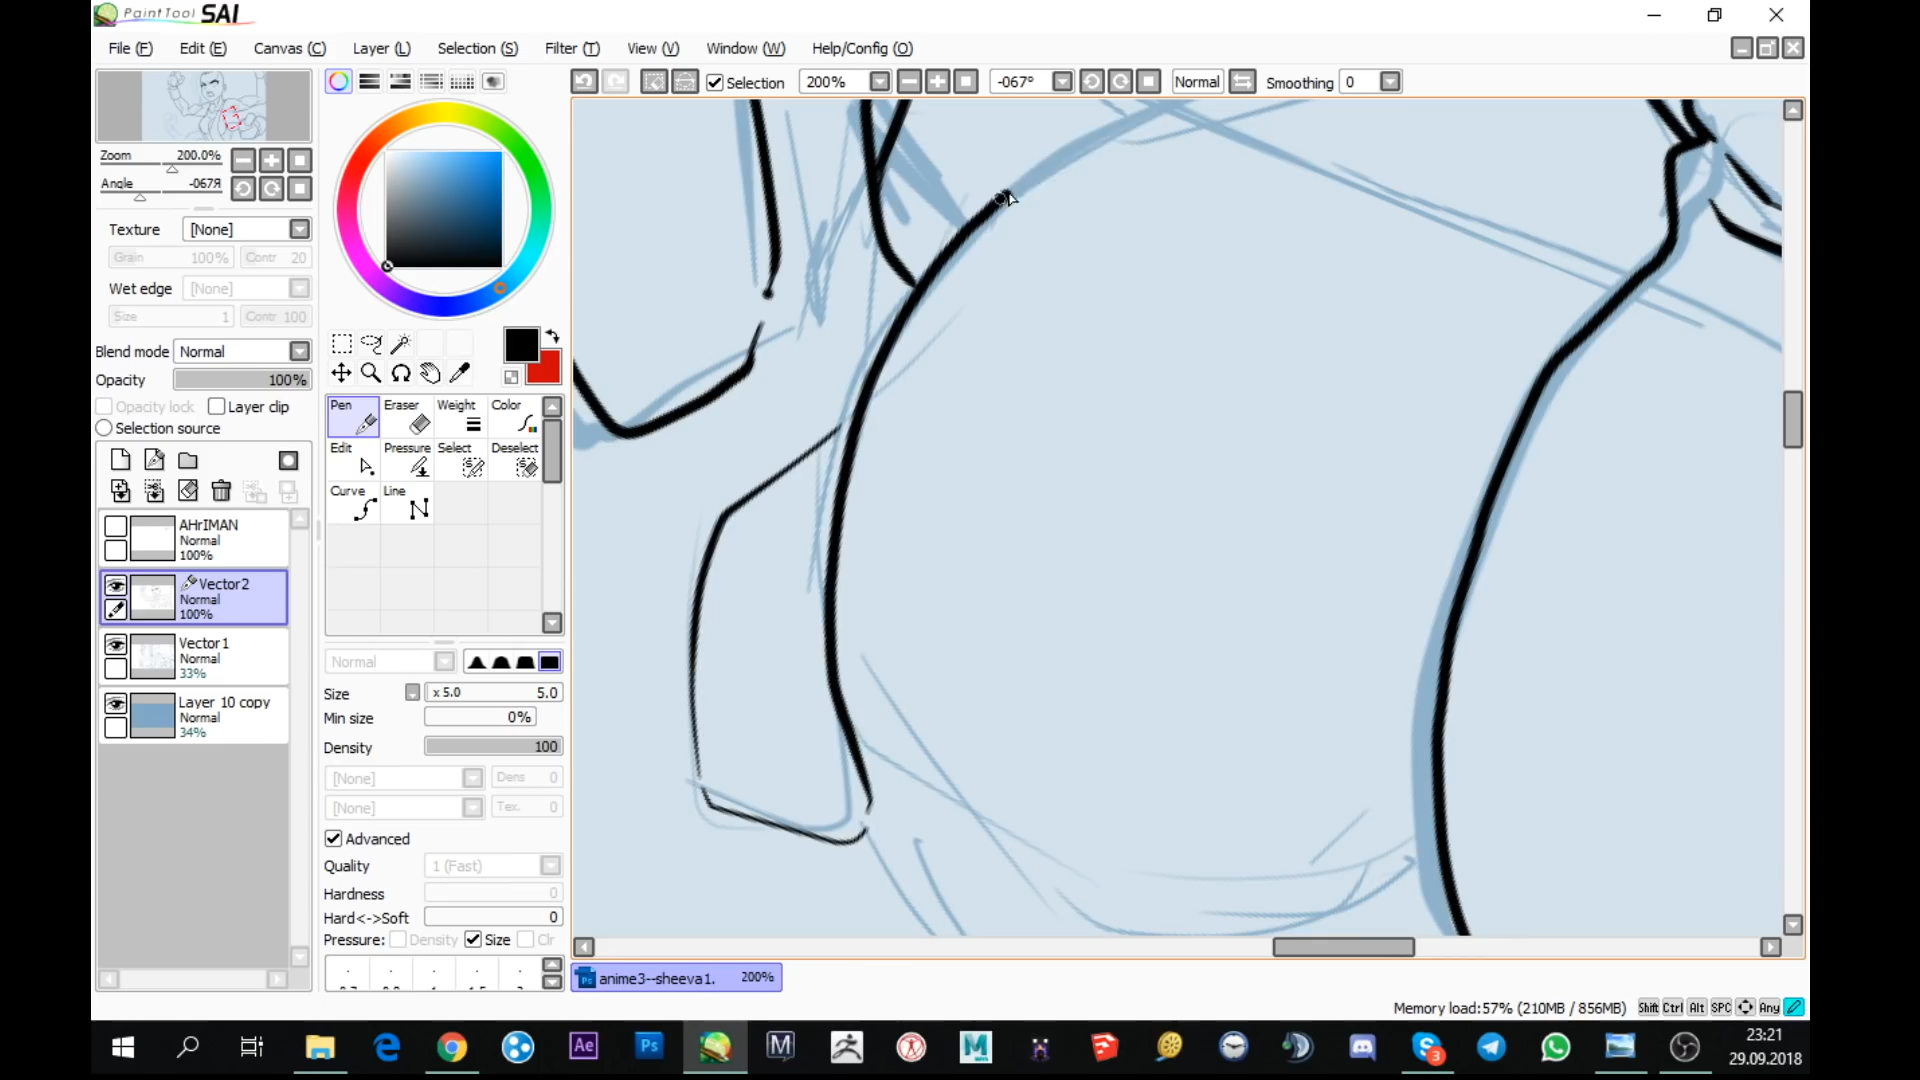 PaintTool SAI
File (F) Edit (E) Canvas (C) Layer (L) Selection (S) Filter (T) View (V) Window (W) Help/Config (O)
Selection 200% -067° Normal Smoothing 0
Zoom 200.0%
Angle -067Я
Texture [None]
Grain 100% Contr 20
Wet edge [None]
Size 1 Contr 100
Blend mode Normal
Opacity 100%
Opacity lock Layer clip
Selection source
AHrIMAN
Normal
100%
Vector2
Normal
100%
Vector1
Normal
33%
Layer 10 copy
Normal
34%
Pen Eraser Weight Color
Edit Pressure Select Deselect
Curve Line
Normal
Size x 5.0 5.0
Min size 0%
Density 100
[None] Dens 0
[None] Tex. 0
Advanced
Quality 1 (Fast)
Hardness 0
Hard<->Soft 0
Pressure: Density Size Clr
anime3--sheeva1. 200%
Memory load:57% (210MB / 856MB) Shift Ctrl Alt SPC Any
Ae Ps M M 3
23:21
29.09.2018